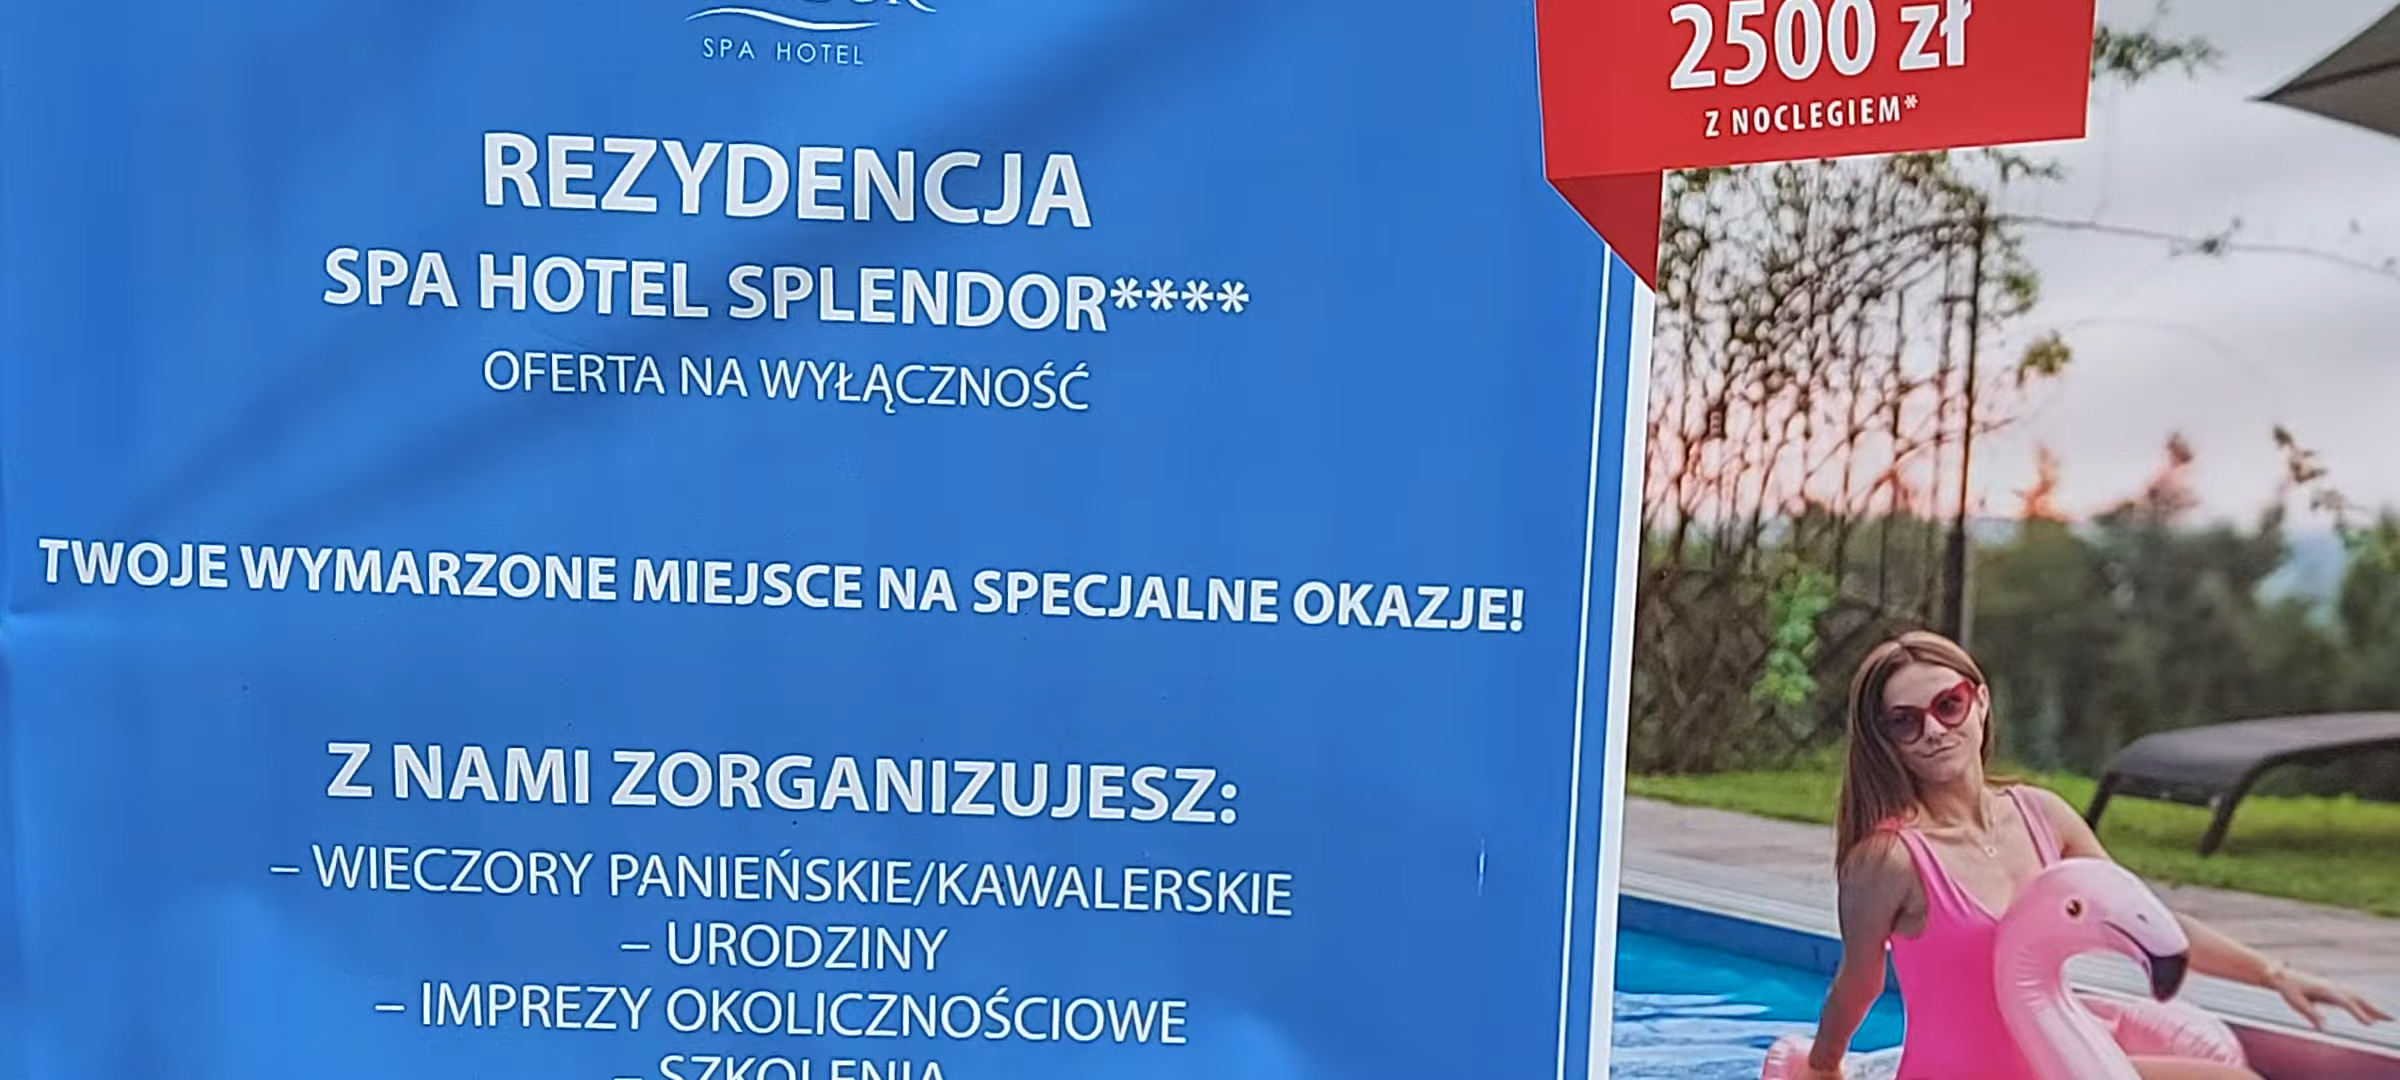 SPA HOTEL
2500 zł
Z NOCLEGIEM*
REZYDENCJA
SPA HOTEL SPLENDOR****
OFERTA NA WYŁĄCZNOŚĆ
TWOJE WYMARZONE MIEJSCE NA SPECJALNE OKAZJE!
Z NAMI ZORGANIZUJESZ:
– WIECZORY PANIEŃSKIE/KAWALERSKIE
– URODZINY
– IMPREZY OKOLICZNOŚCIOWE
– SZKOLENIA